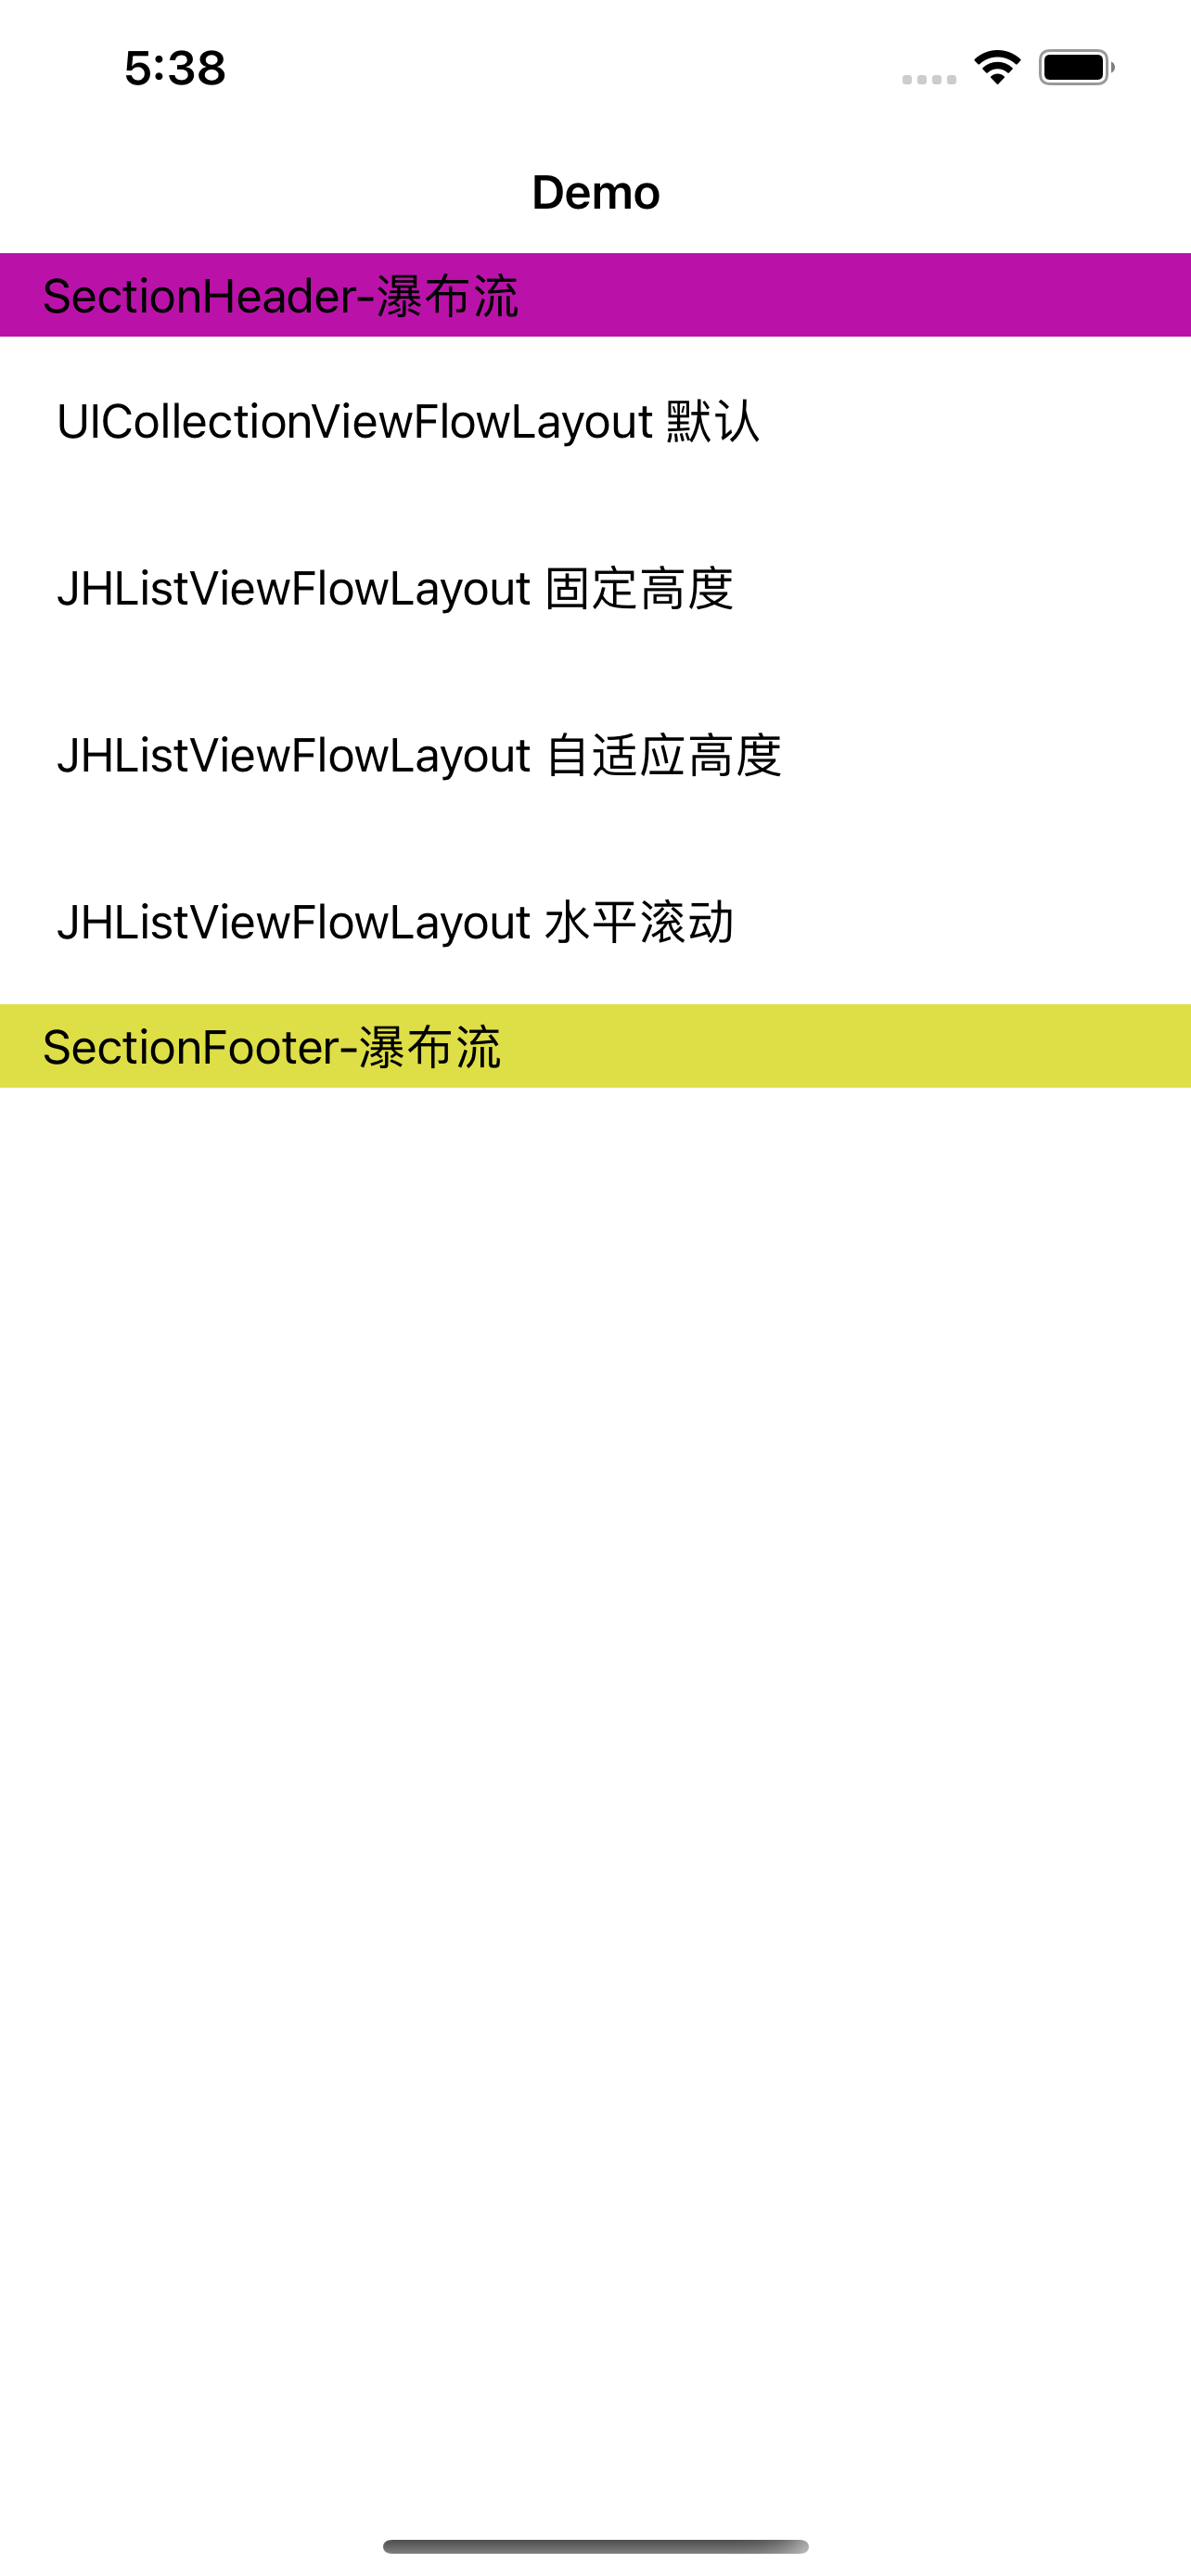 5:38
Demo
SectionHeader-瀑布流
UICollectionViewFlowLayout 默认
JHListViewFlowLayout 固定高度
JHListViewFlowLayout 自适应高度
JHListViewFlowLayout 水平滚动
SectionFooter-瀑布流